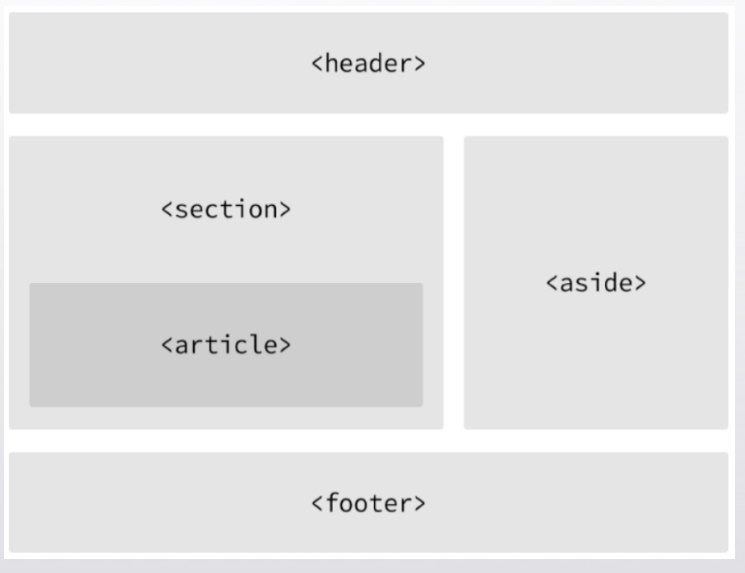 <header>
<section>
<aside>
<article>
<footer>